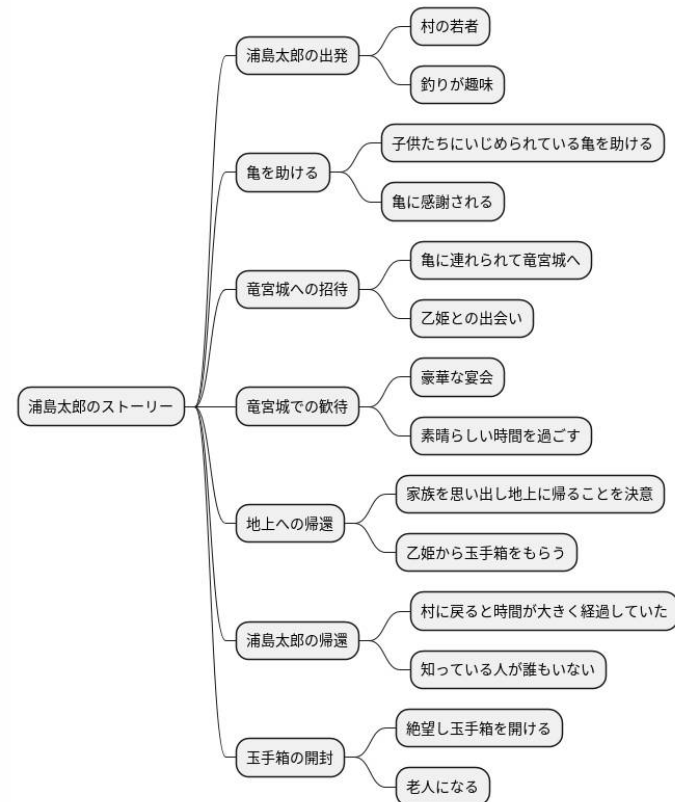 浦島太郎のストーリー
浦島太郎の出発
村の若者
釣りが趣味
亀を助ける
子供たちにいじめられている亀を助ける
亀に感謝される
竜宮城への招待
亀に連れられて竜宮城へ
乙姫との出会い
竜宮城での歓待
豪華な宴会
素晴らしい時間を過ごす
地上への帰還
家族を思い出し地上に帰ることを決意
乙姫から玉手箱をもらう
浦島太郎の帰還
村に戻ると時間が大きく経過していた
知っている人が誰もいない
玉手箱の開封
絶望し玉手箱を開ける
老人になる